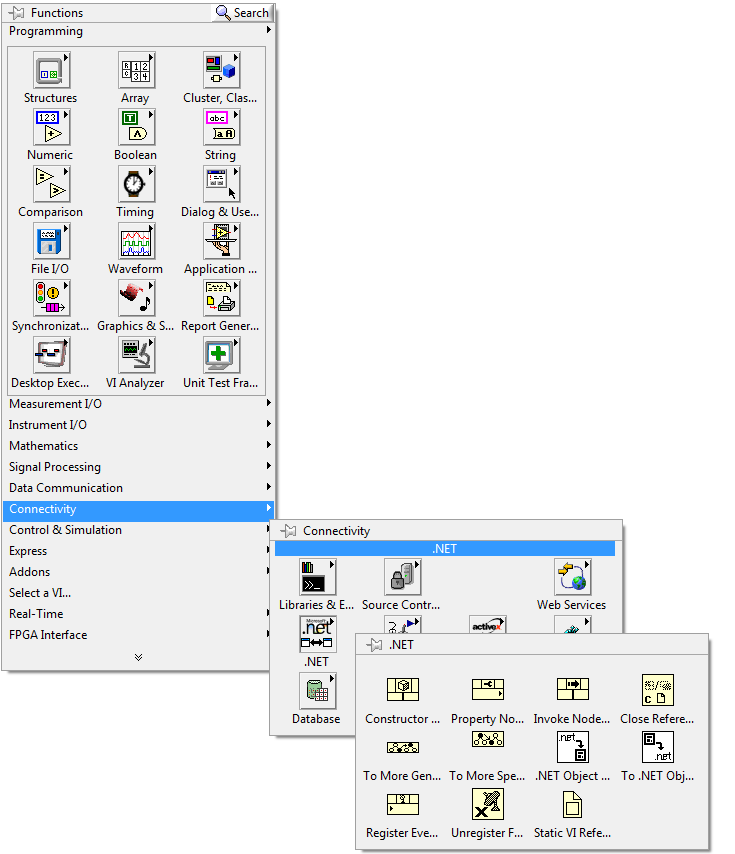 Functions Search
Programming
Structures Array Cluster, Clas...
Numeric Boolean String
Comparison Timing Dialog & Use...
File I/O Waveform Application ...
Synchronizat... Graphics & S... Report Gener...
Desktop Exec... VI Analyzer Unit Test Fra...
Measurement I/O
Instrument I/O
Mathematics
Signal Processing
Data Communication
Connectivity
Control & Simulation
Express
Addons
Select a VI...
Real-Time
FPGA Interface
Connectivity
.NET
Libraries & E... Source Contr... Web Services
.NET
Database
.NET
Constructor ... Property No... Invoke Node... Close Refere...
To More Gen... To More Spe... .NET Object ... To .NET Obj...
Register Eve... Unregister F... Static VI Refe...